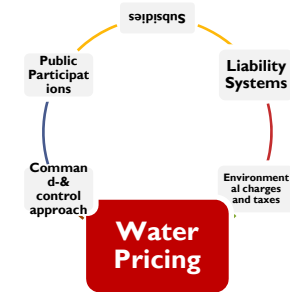 Subsidies
Public
Participat
ions
Liability
Systems
Comman
d-&
control
approach
Environment
al charges
and taxes
Water
Pricing